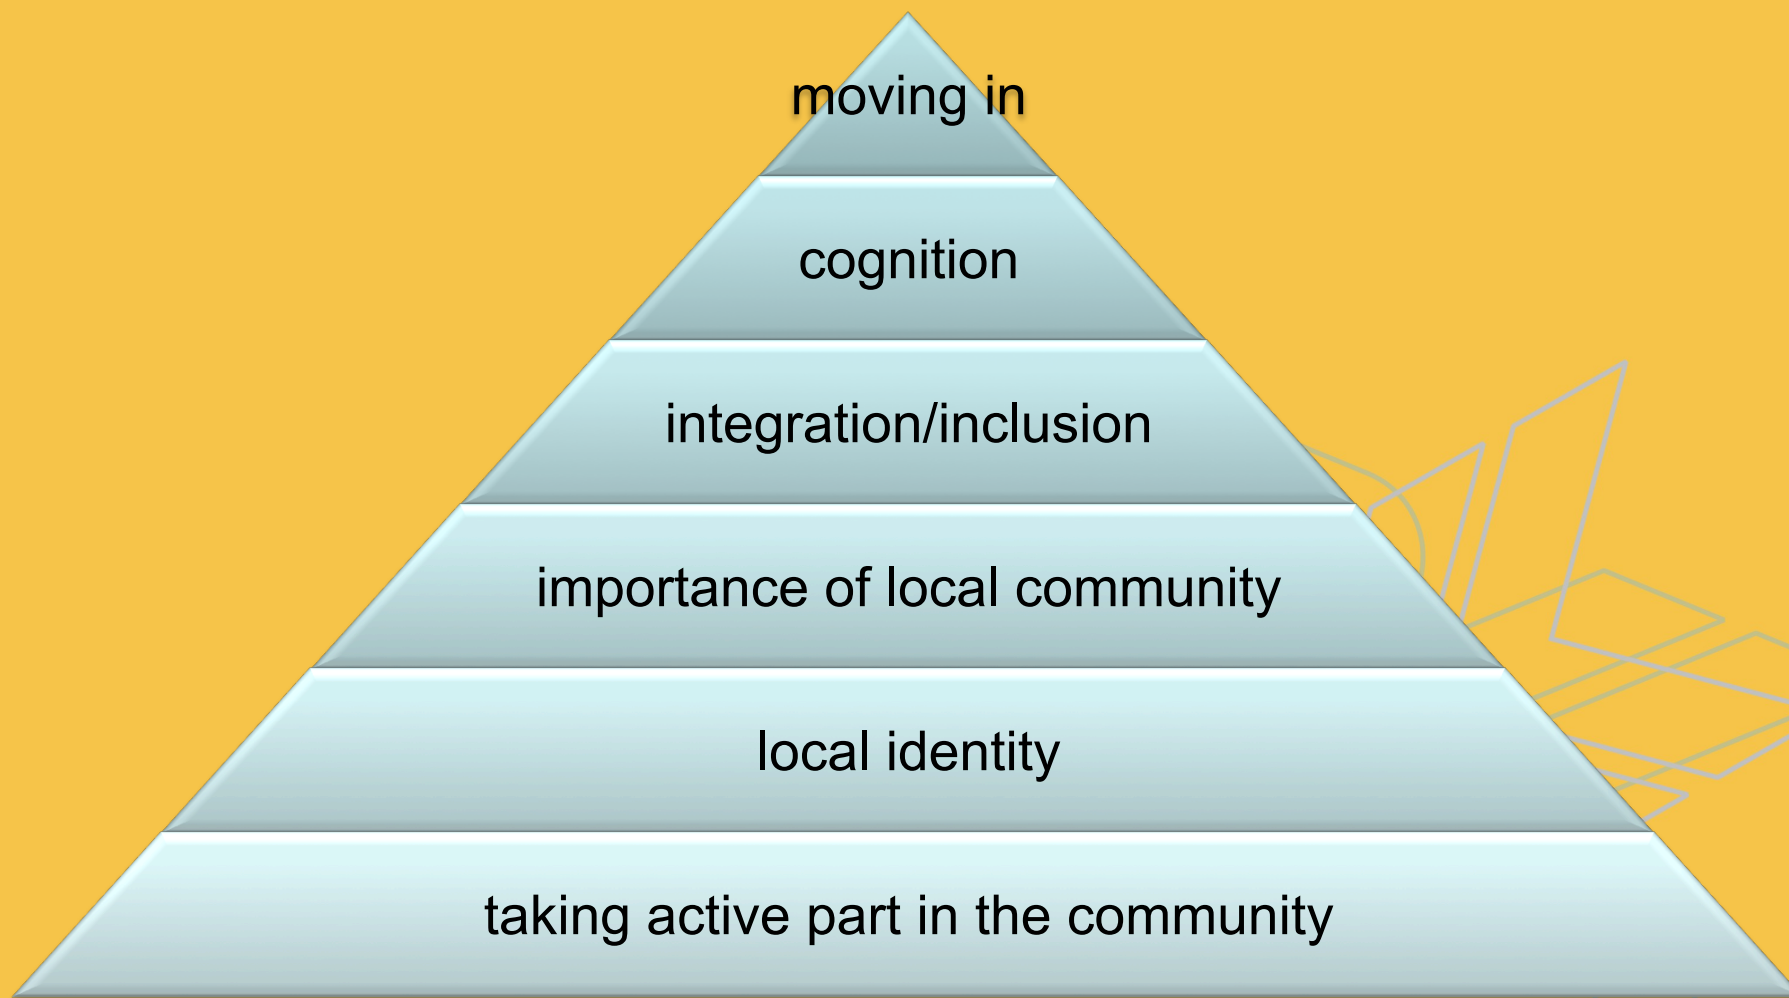 moving in
cognition
integration/inclusion
importance of local community
local identity
taking active part in the community